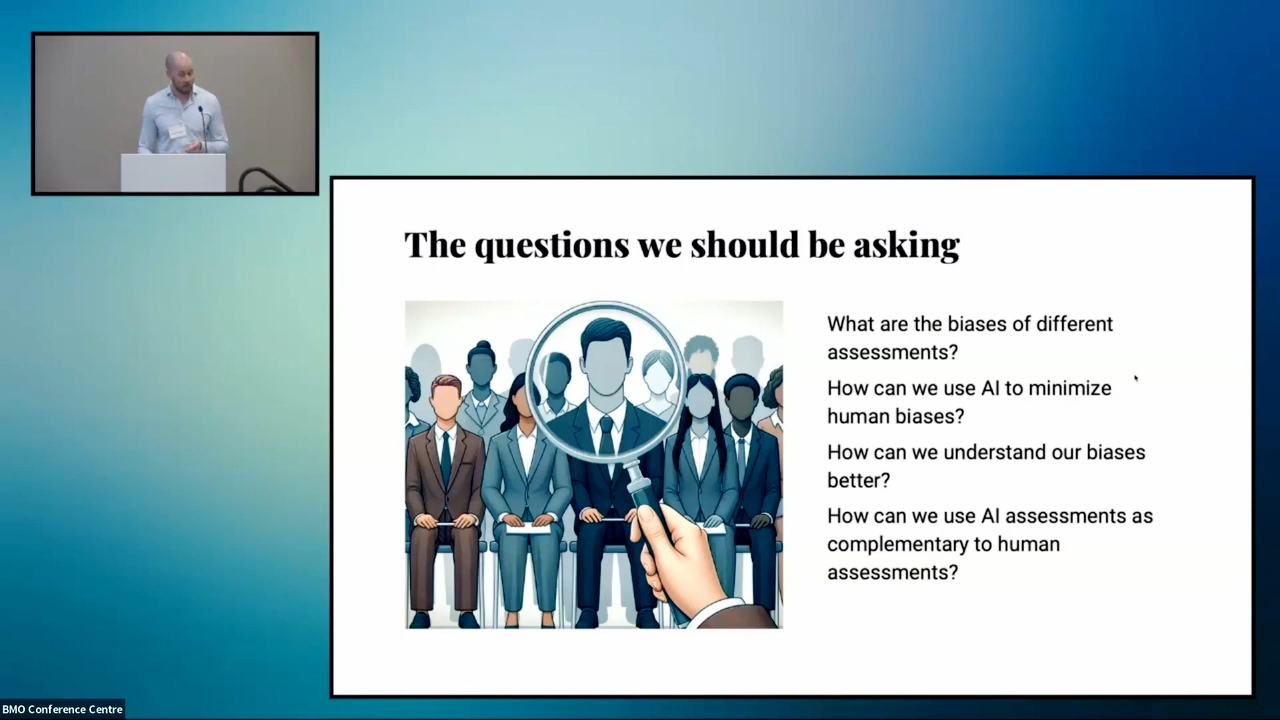 The questions we should be asking
What are the biases of different
assessments?
How can we use AI to minimize
human biases?
How can we understand our biases
better?
How can we use AI assessments as
complementary to human
assessments?
BMO Conference Centre